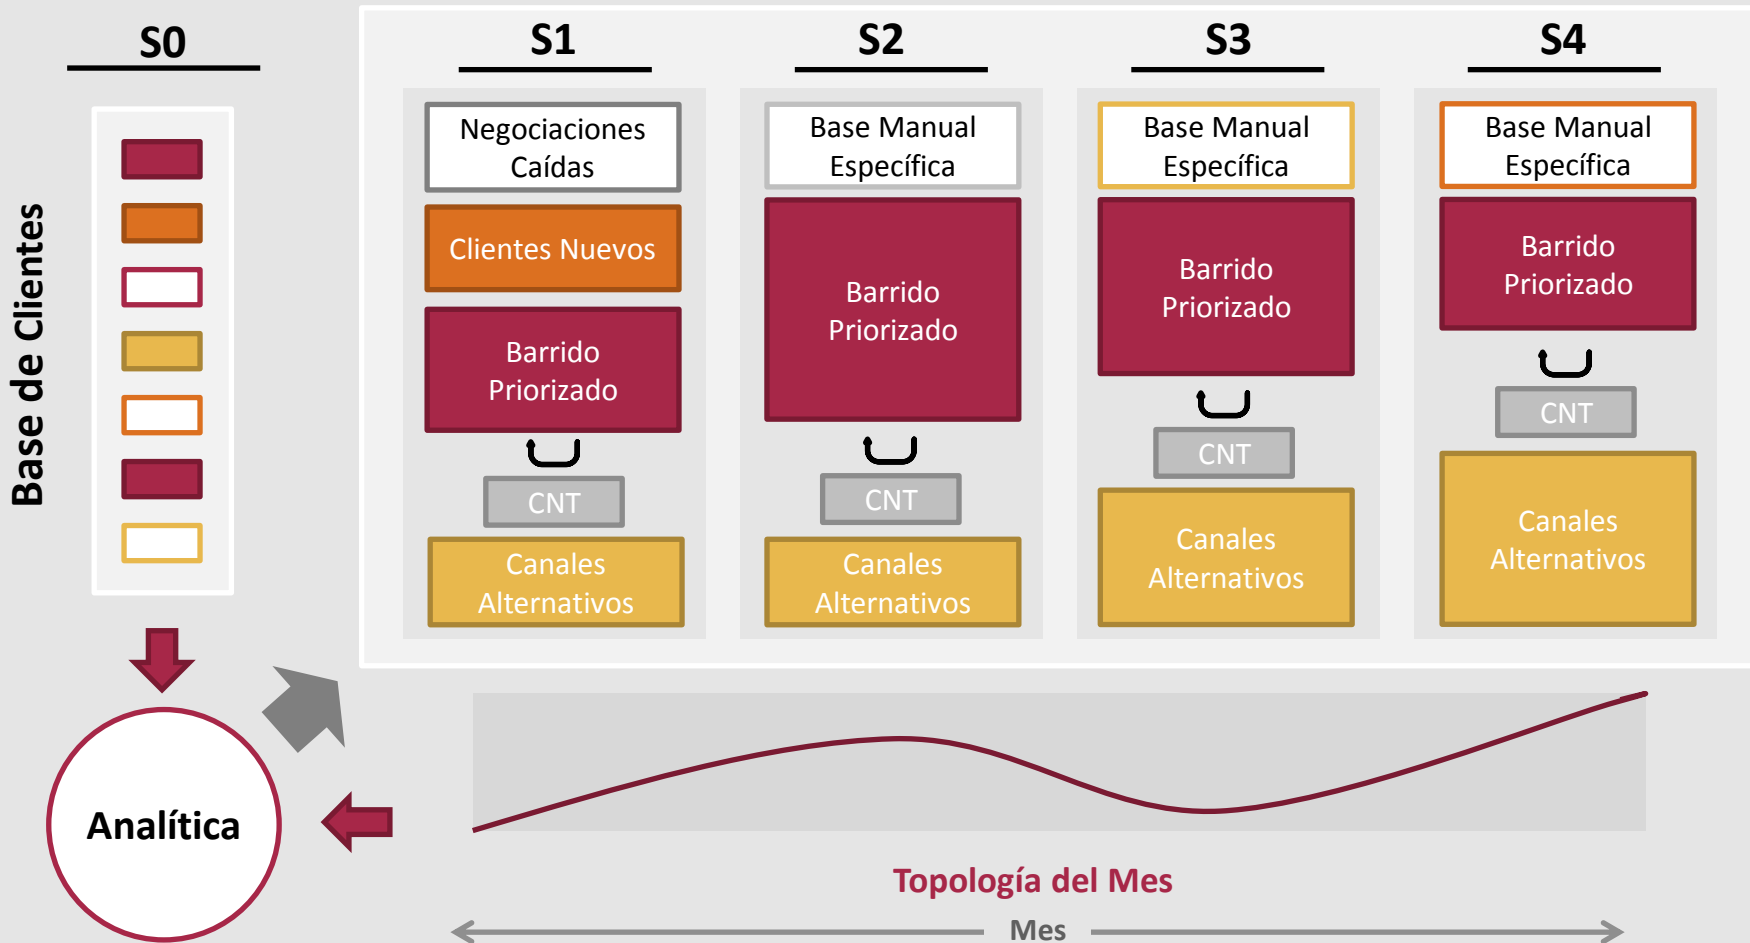 S0
Base de Clientes
S1
Negociaciones
Caídas
Clientes Nuevos
Barrido
Priorizado
CNT
Canales
Alternativos
S2
Base Manual
Específica
Barrido
Priorizado
CNT
Canales
Alternativos
S3
Base Manual
Específica
Barrido
Priorizado
CNT
Canales
Alternativos
S4
Base Manual
Específica
Barrido
Priorizado
CNT
Canales
Alternativos
Analítica
Topología del Mes
Mes